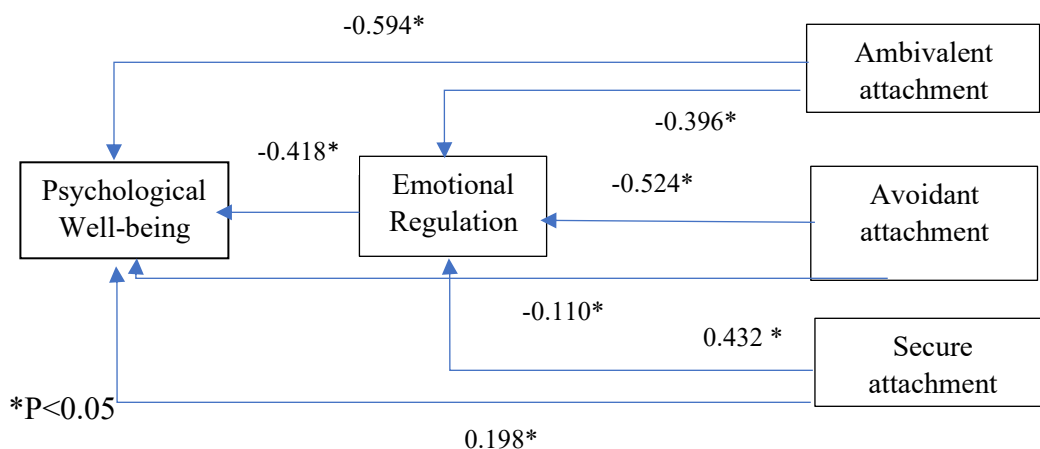 -0.594*
Ambivalent
attachment
-0.396*
-0.418*
Psychological
Well-being
Emotional
Regulation
-0.524*
Avoidant
attachment
-0.110*
0.432 *
Secure
attachment
*P<0.05
0.198*